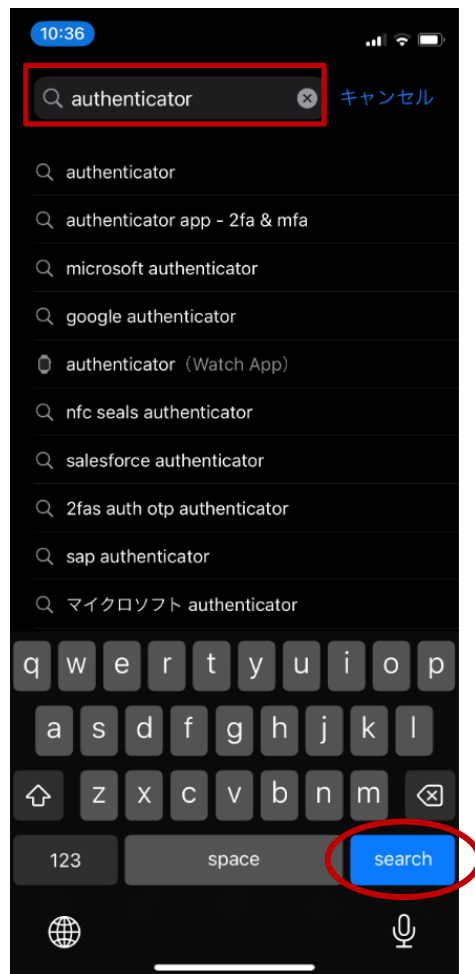 10:36
authenticator キャンセル
authenticator
authenticator app - 2fa & mfa
microsoft authenticator
google authenticator
authenticator（Watch App）
nfc seals authenticator
salesforce authenticator
2fas auth otp authenticator
sap authenticator
マイクロソフト authenticator
q w e r t y u i o p
a s d f g h j k l
z x c v b n m
123 space search